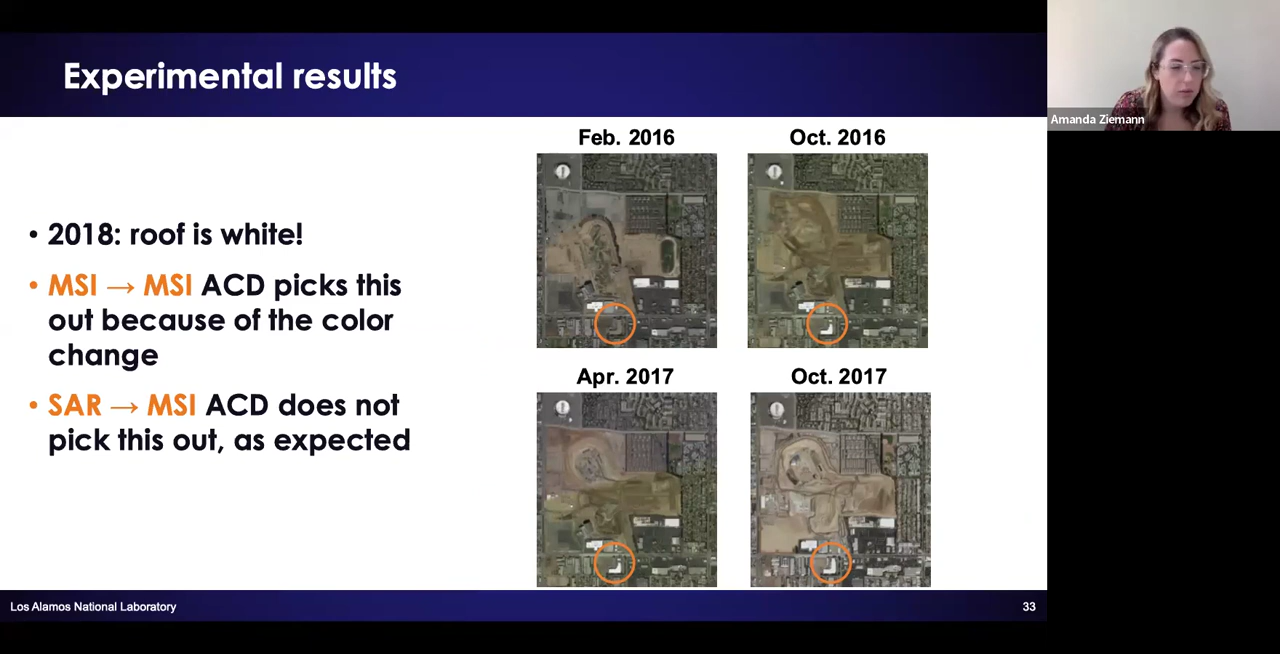 Experimental results
• 2018: roof is white!
• MSI → MSI ACD picks this
out because of the color
change
• SAR → MSI ACD does not
pick this out, as expected
Feb. 2016
Oct. 2016
Apr. 2017
Oct. 2017
Los Alamos National Laboratory
33
Amanda Ziemann